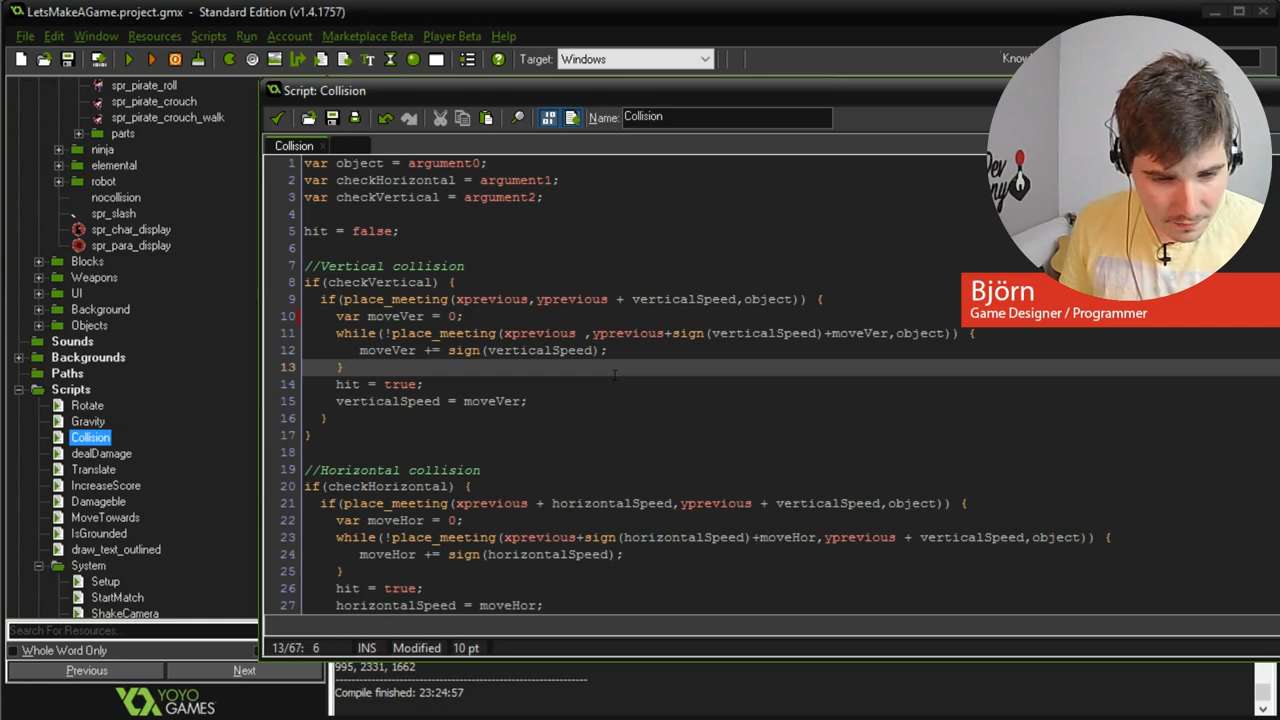 LetsMakeAGame.project.gmx - Standard Edition (v1.4.1757)
File Edit Window Resources Scripts Run Account Marketplace Beta Player Beta Help
Target: Windows
spr_pirate_roll
spr_pirate_crouch
spr_pirate_crouch_walk
parts
ninja
elemental
robot
nocollision
spr_slash
spr_char_display
spr_para_display
Blocks
Weapons
UI
Background
Objects
Sounds
Backgrounds
Paths
Scripts
Rotate
Gravity
Collision
dealDamage
Translate
IncreaseScore
Damageble
MoveTowards
IsGrounded
draw_text_outlined
System
Setup
StartMatch
ShakeCamera
Search For Resources...
Whole Word Only
Previous Next
YOYO
GAMES™
Script: Collision
Name: Collision
Collision
1 var object = argument0;
2 var checkHorizontal = argument1;
3 var checkVertical = argument2;
4
5 hit = false;
6
7 //Vertical collision
8 if(checkVertical) {
9 if(place_meeting(xprevious,yprevious + verticalSpeed,object)) {
10 var moveVer = 0;
11 while(!place_meeting(xprevious ,yprevious+sign(verticalSpeed)+moveVer,object)) {
12 moveVer += sign(verticalSpeed);
13 }
14 hit = true;
15 verticalSpeed = moveVer;
16 }
17 }
18
19 //Horizontal collision
20 if(checkHorizontal) {
21 if(place_meeting(xprevious + horizontalSpeed,yprevious + verticalSpeed,object)) {
22 var moveHor = 0;
23 while(!place_meeting(xprevious+sign(horizontalSpeed)+moveHor,yprevious + verticalSpeed,object)) {
24 moveHor += sign(horizontalSpeed);
25 }
26 hit = true;
27 horizontalSpeed = moveHor;
13/67: 6 INS Modified 10 pt
995, 2331, 1662
Compile finished: 23:24:57
Björn
Game Designer / Programmer